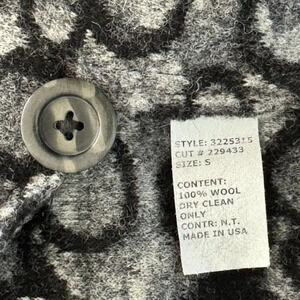 STYLE: 3225315
CUT # 229433
SIZE: S
CONTENT:
100% WOOL
DRY CLEAN
ONLY
CONTR: N.T.
MADE IN USA